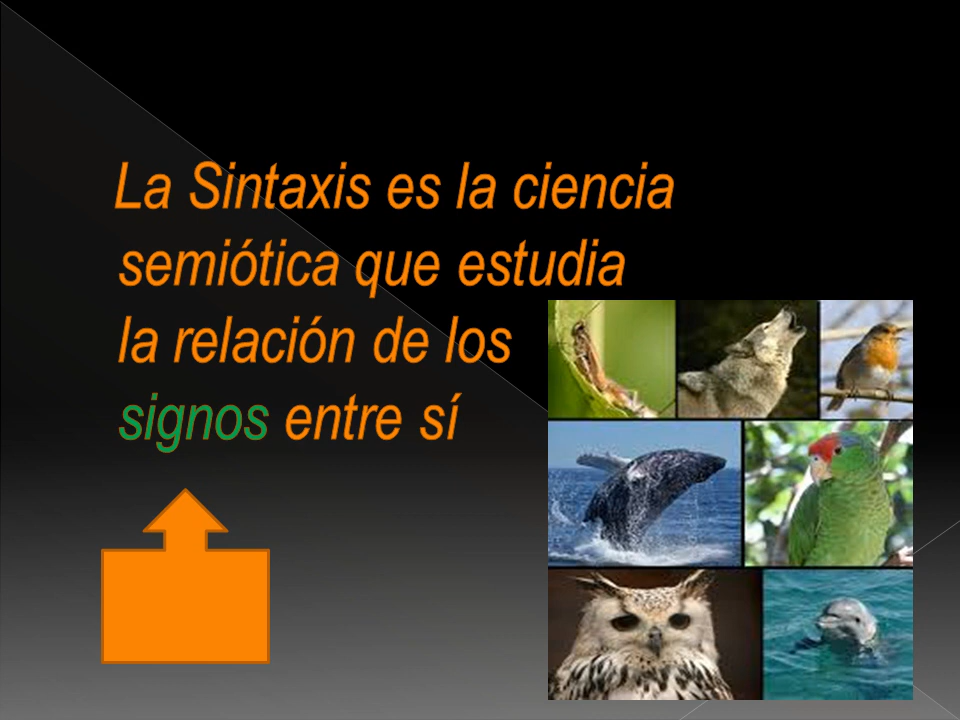 La Sintaxis es la ciencia
semiótica que estudia
la relación de los
signos entre sí